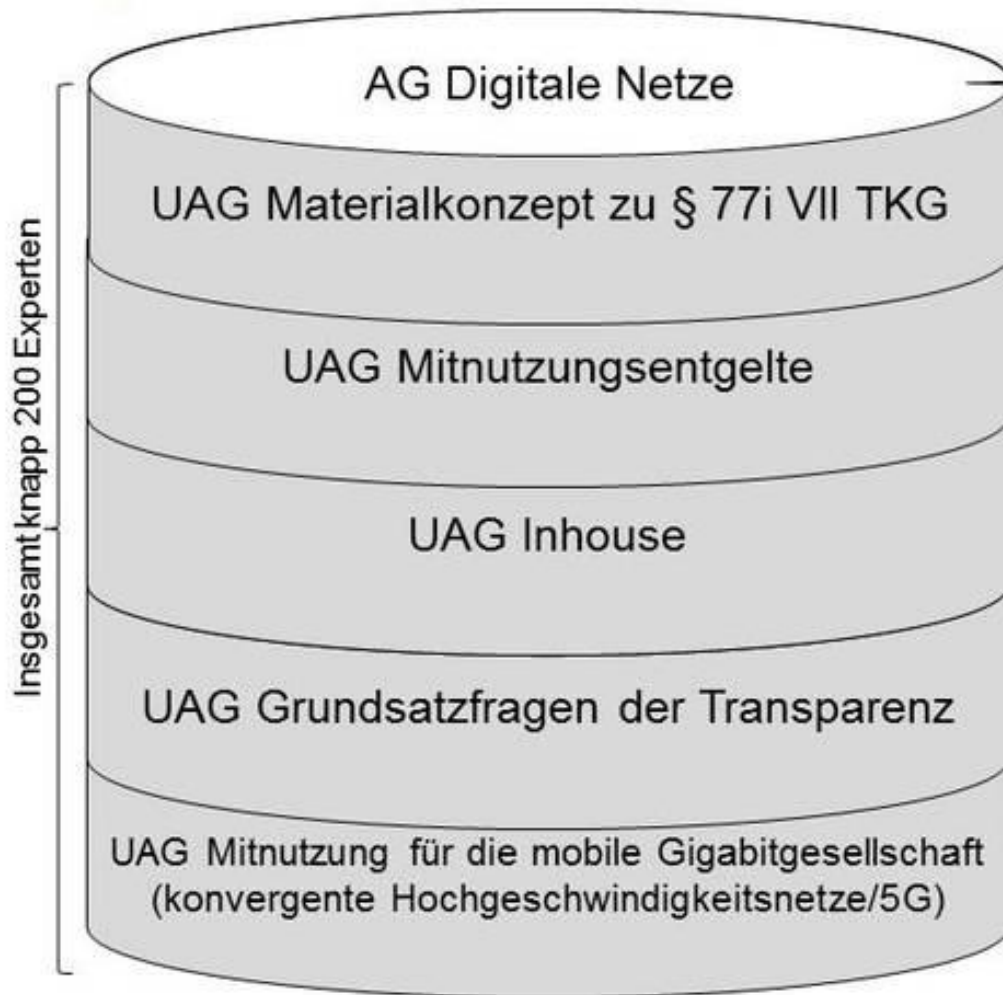 AG Digitale Netze
UAG Materialkonzept zu § 77i VII TKG
UAG Mitnutzungsentgelte
UAG Inhouse
UAG Grundsatzfragen der Transparenz
UAG Mitnutzung für die mobile Gigabitgesellschaft
(konvergente Hochgeschwindigkeitsnetze/5G)
Insgesamt knapp 200 Experten